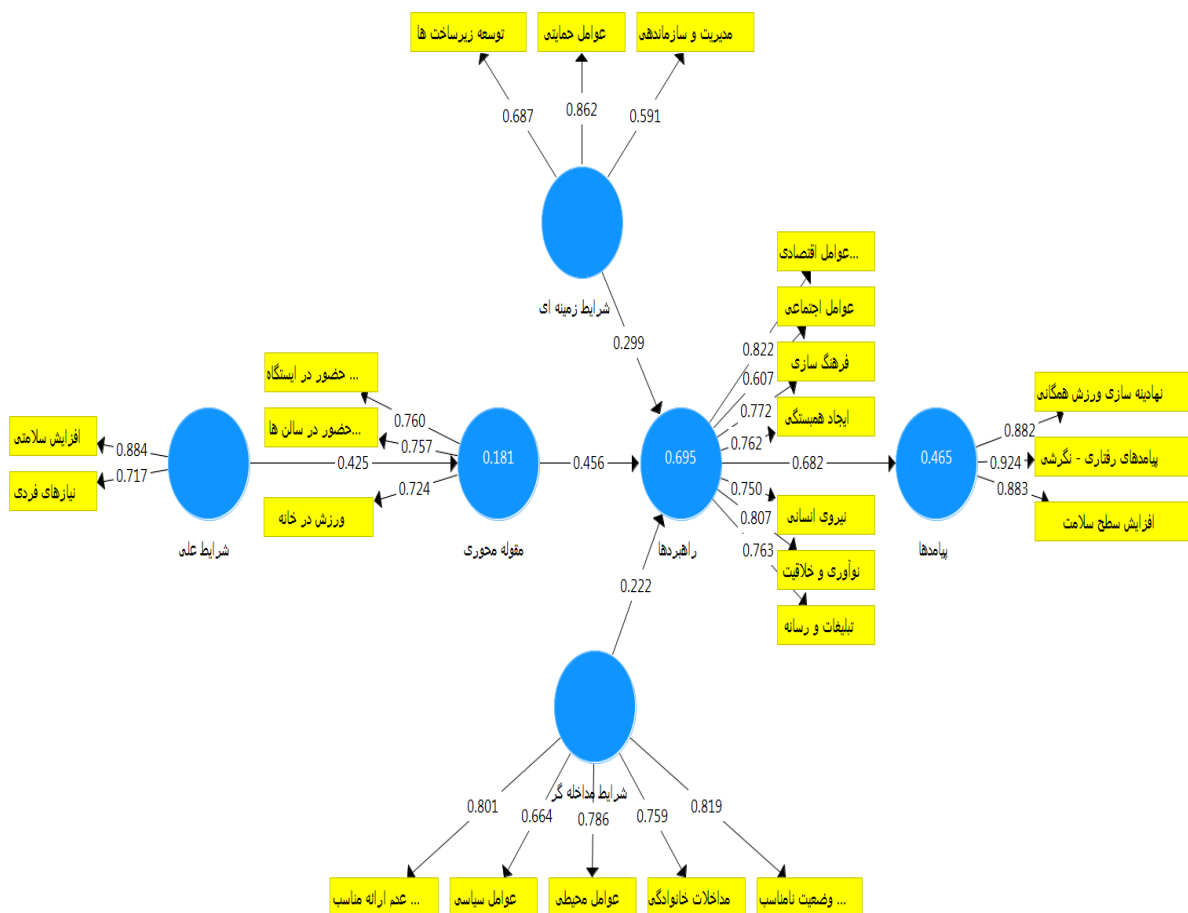 مدیریت و سازماندهی
عوامل حمایتی
توسعه زیرساخت ها
0.687
0.862
0.591
شرایط زمینه ای
0.299
عوامل اقتصادی...
عوامل اجتماعی
فرهنگ سازی
ایجاد همبستگی
0.822
0.607
0.772
0.762
حضور در ایستگاه ...
حضور در سالن ها...
ورزش در خانه
0.760
0.757
0.724
افزایش سلامتی
نیازهای فردی
0.884
0.717
شرایط علی
0.425
0.181
مقوله محوری
0.456
0.695
راهبردها
0.682
0.465
پیامدها
نهادینه سازی ورزش همگانی
پیامدهای رفتاری - نگرشی
افزایش سطح سلامت
0.882
0.924
0.883
0.750
0.807
0.763
نیروی انسانی
نوآوری و خلاقیت
تبلیغات و رسانه
0.222
شرایط مداخله گر
0.801
0.664
0.786
0.759
0.819
عدم ارائه مناسب ...
عوامل سیاسی
عوامل محیطی
مداخلات خانوادگی
وضعیت نامناسب ...